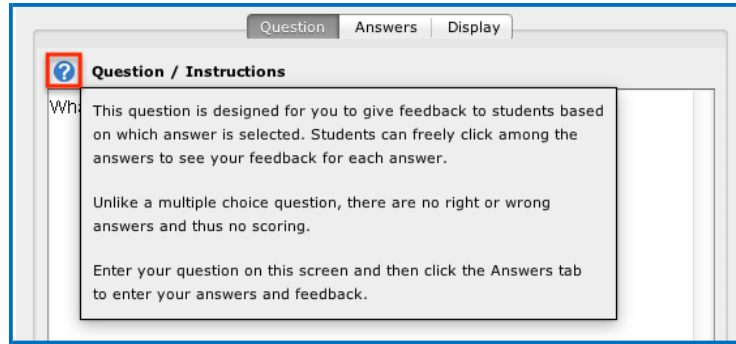 Question Answers Display
Question / Instructions
This question is designed for you to give feedback to students based
on which answer is selected. Students can freely click among the
answers to see your feedback for each answer.
Unlike a multiple choice question, there are no right or wrong
answers and thus no scoring.
Enter your question on this screen and then click the Answers tab
to enter your answers and feedback.